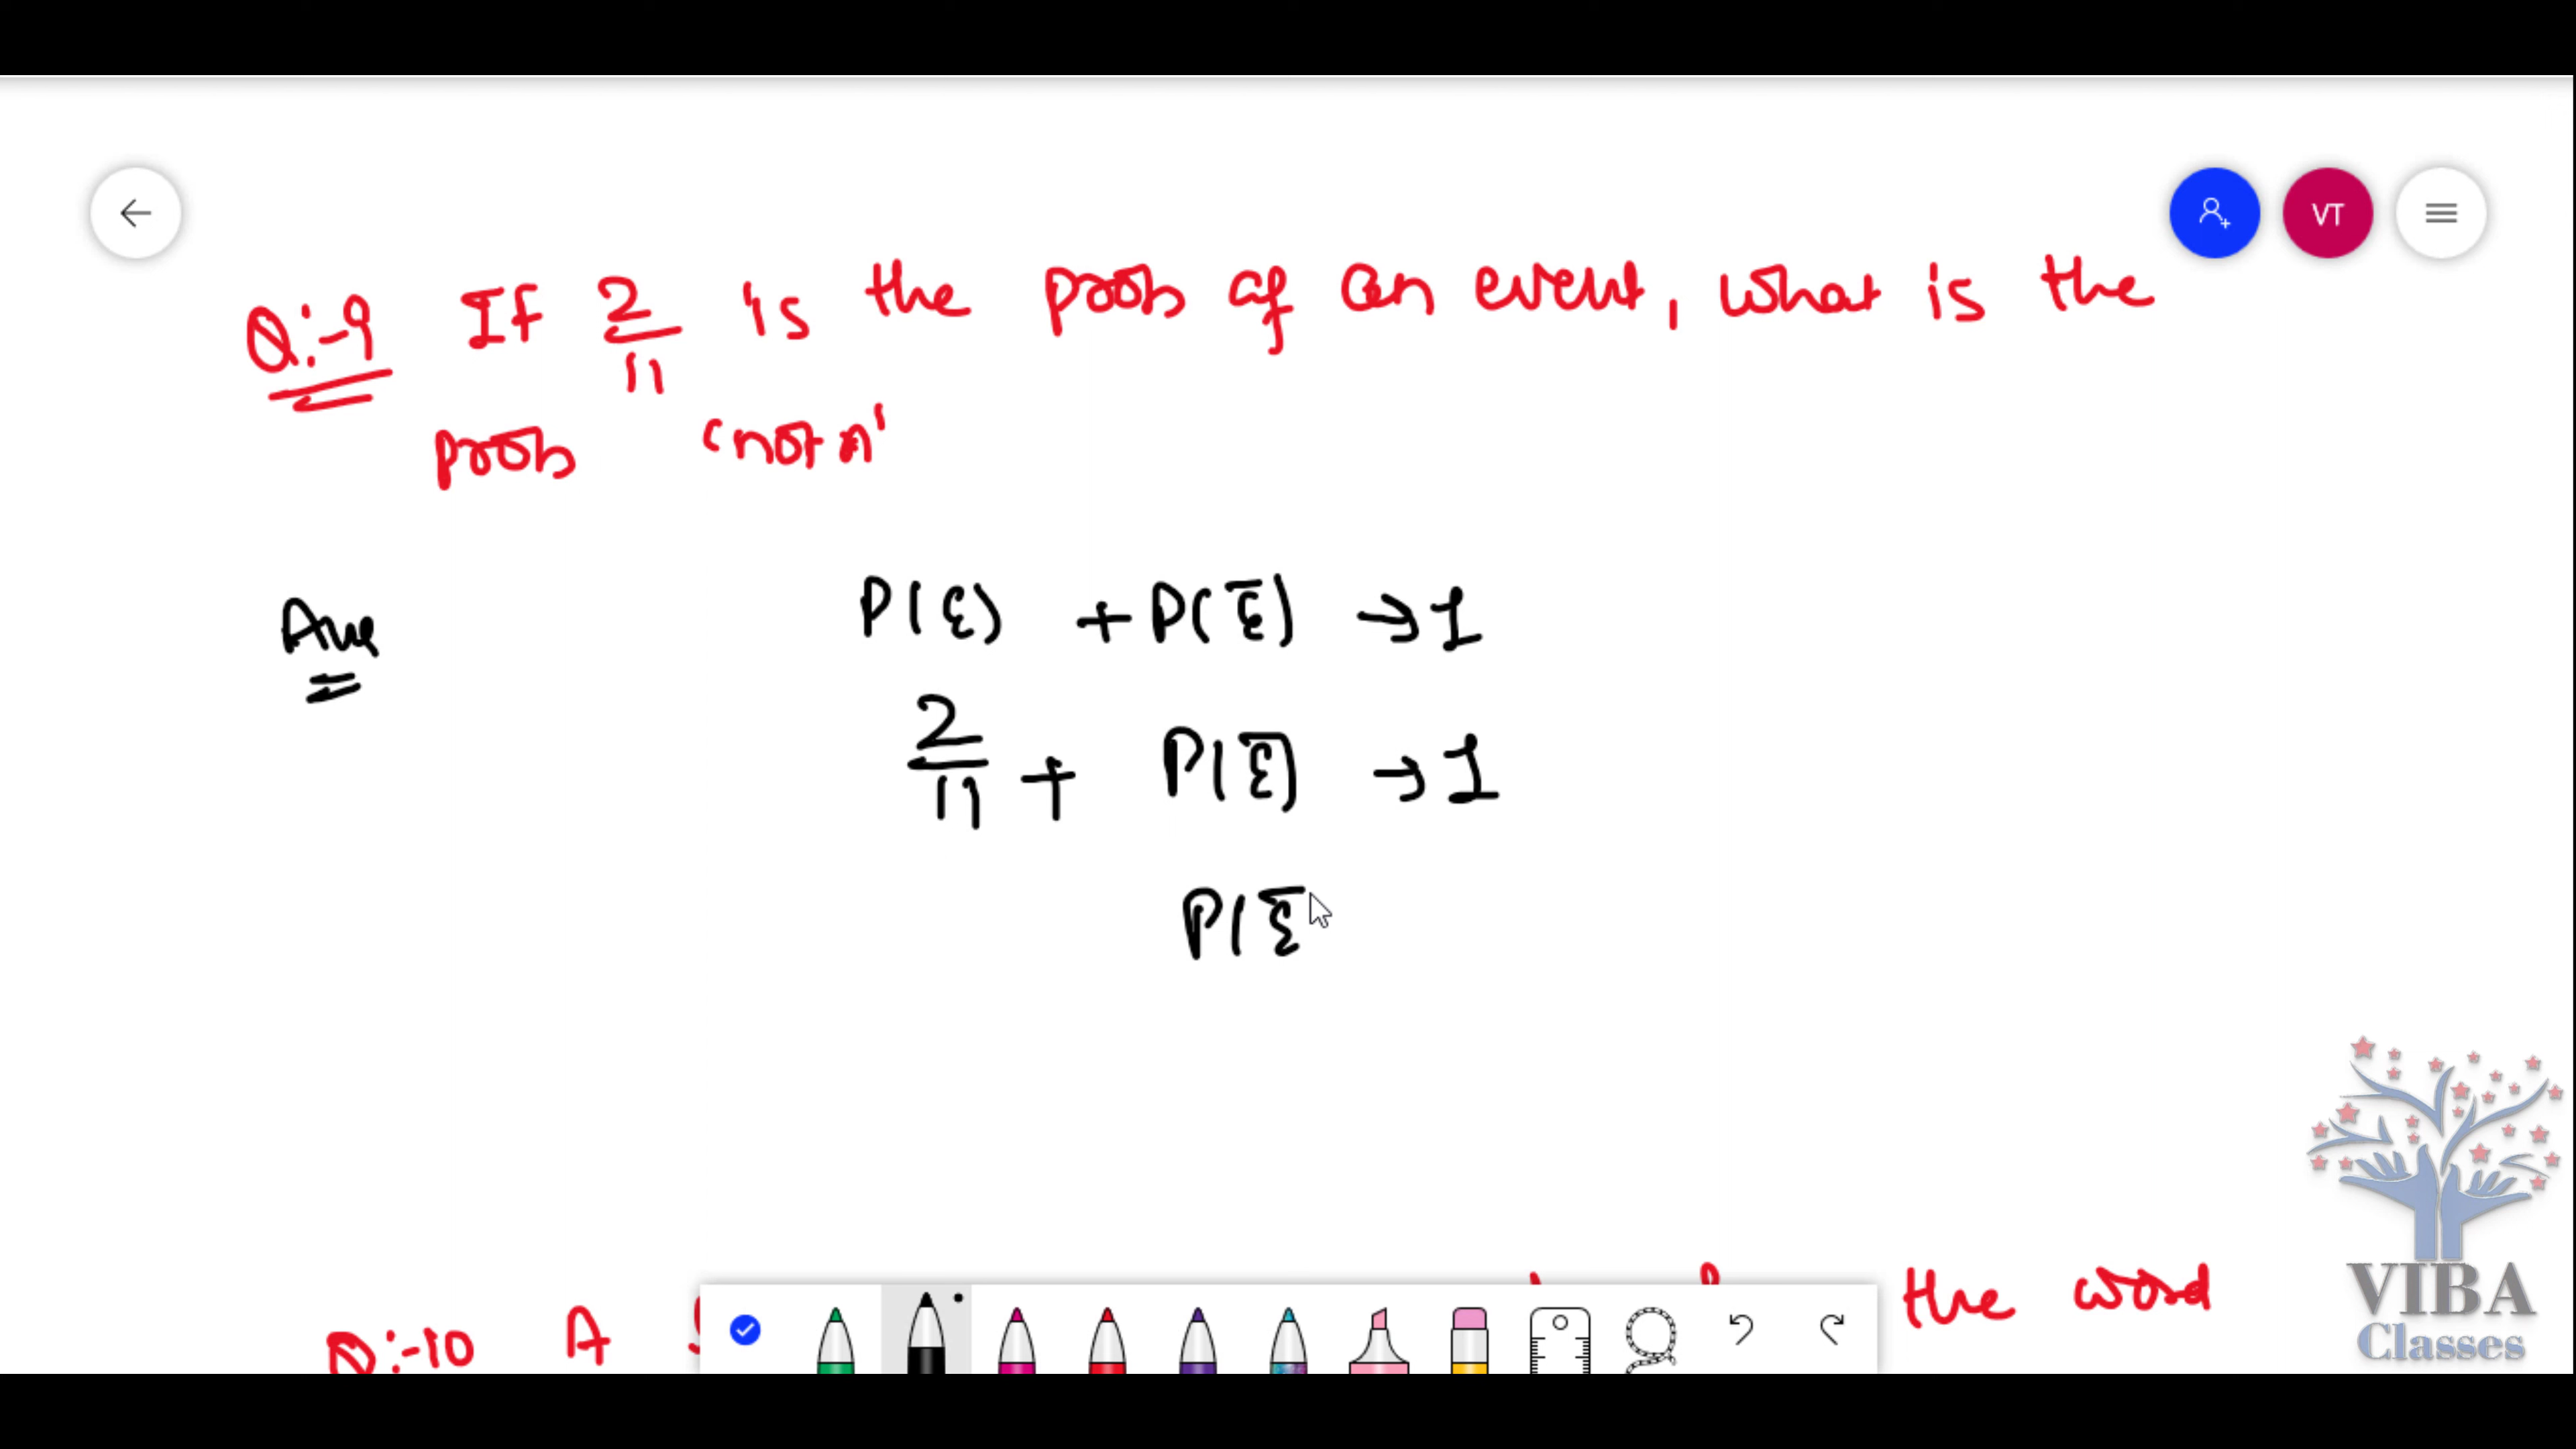 VT
Q:-9 If 2/11 is the prob of an event, what is the
prob 'not A'
Ans
P(E) + P(E̅) → 1
2/11 + P(E̅) → 1
P(E̅
Q:-10 A the word
VIBA
Classes